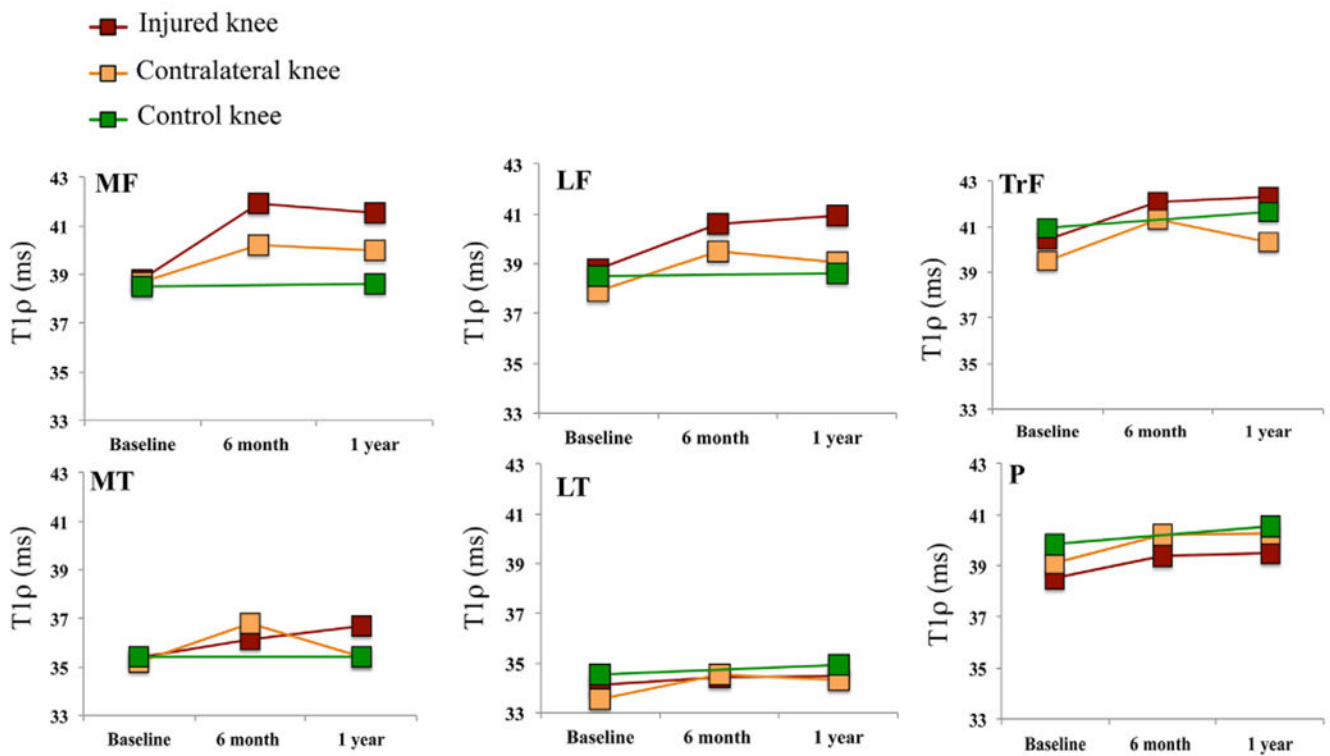 Injured knee
Contralateral knee
Control knee
MF
T1ρ (ms)
43
41
39
37
35
33
Baseline
6 month
1 year
LF
T1ρ (ms)
43
41
39
37
35
33
Baseline
6 month
1 year
TrF
T1ρ (ms)
43
41
39
37
35
33
Baseline
6 month
1 year
MT
T1ρ (ms)
43
41
39
37
35
33
Baseline
6 month
1 year
LT
T1ρ (ms)
43
41
39
37
35
33
Baseline
6 month
1 year
P
T1ρ (ms)
43
41
39
37
35
33
Baseline
6 month
1 year